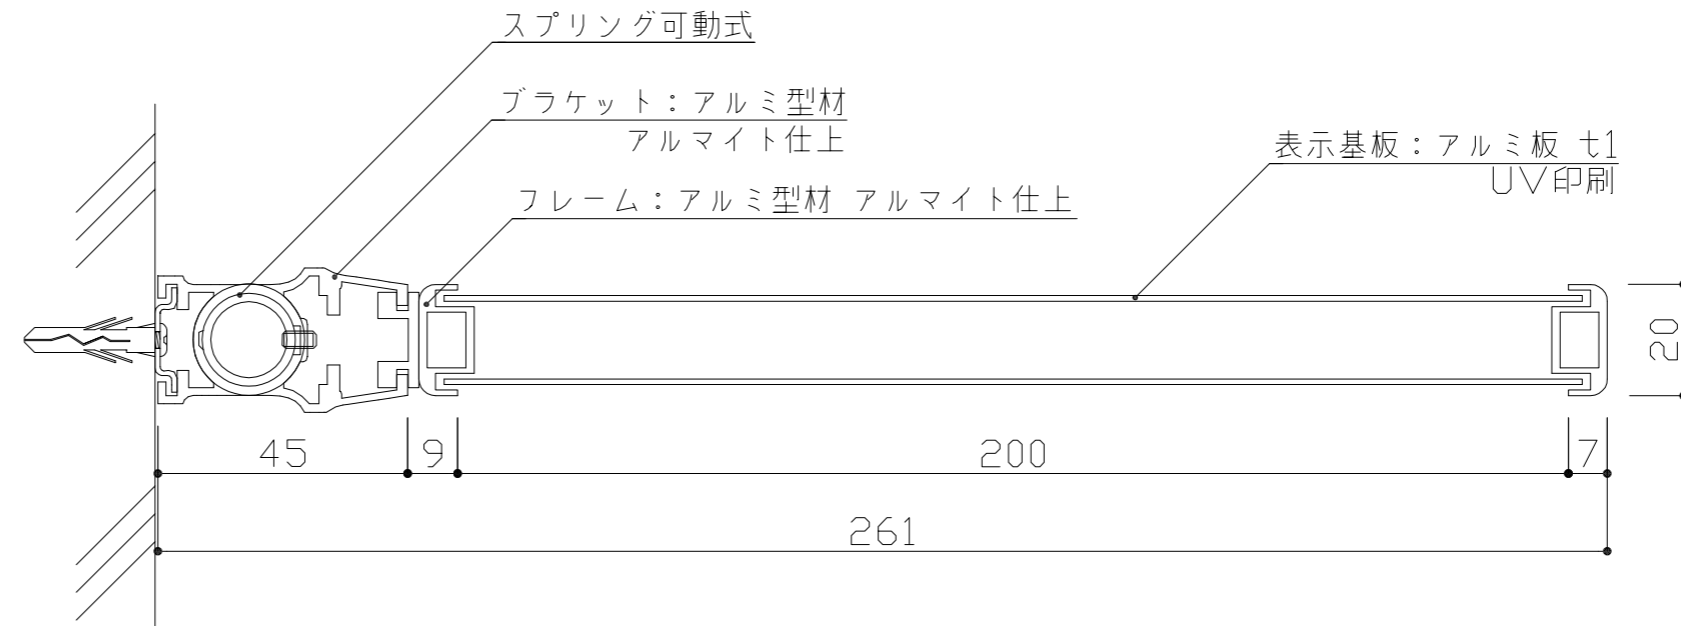 スプリング可動式
ブラケット：アルミ型材
アルマイト仕上
表示基板：アルミ板 t1
UV印刷
フレーム：アルミ型材 アルマイト仕上
20
45
9
200
7
261